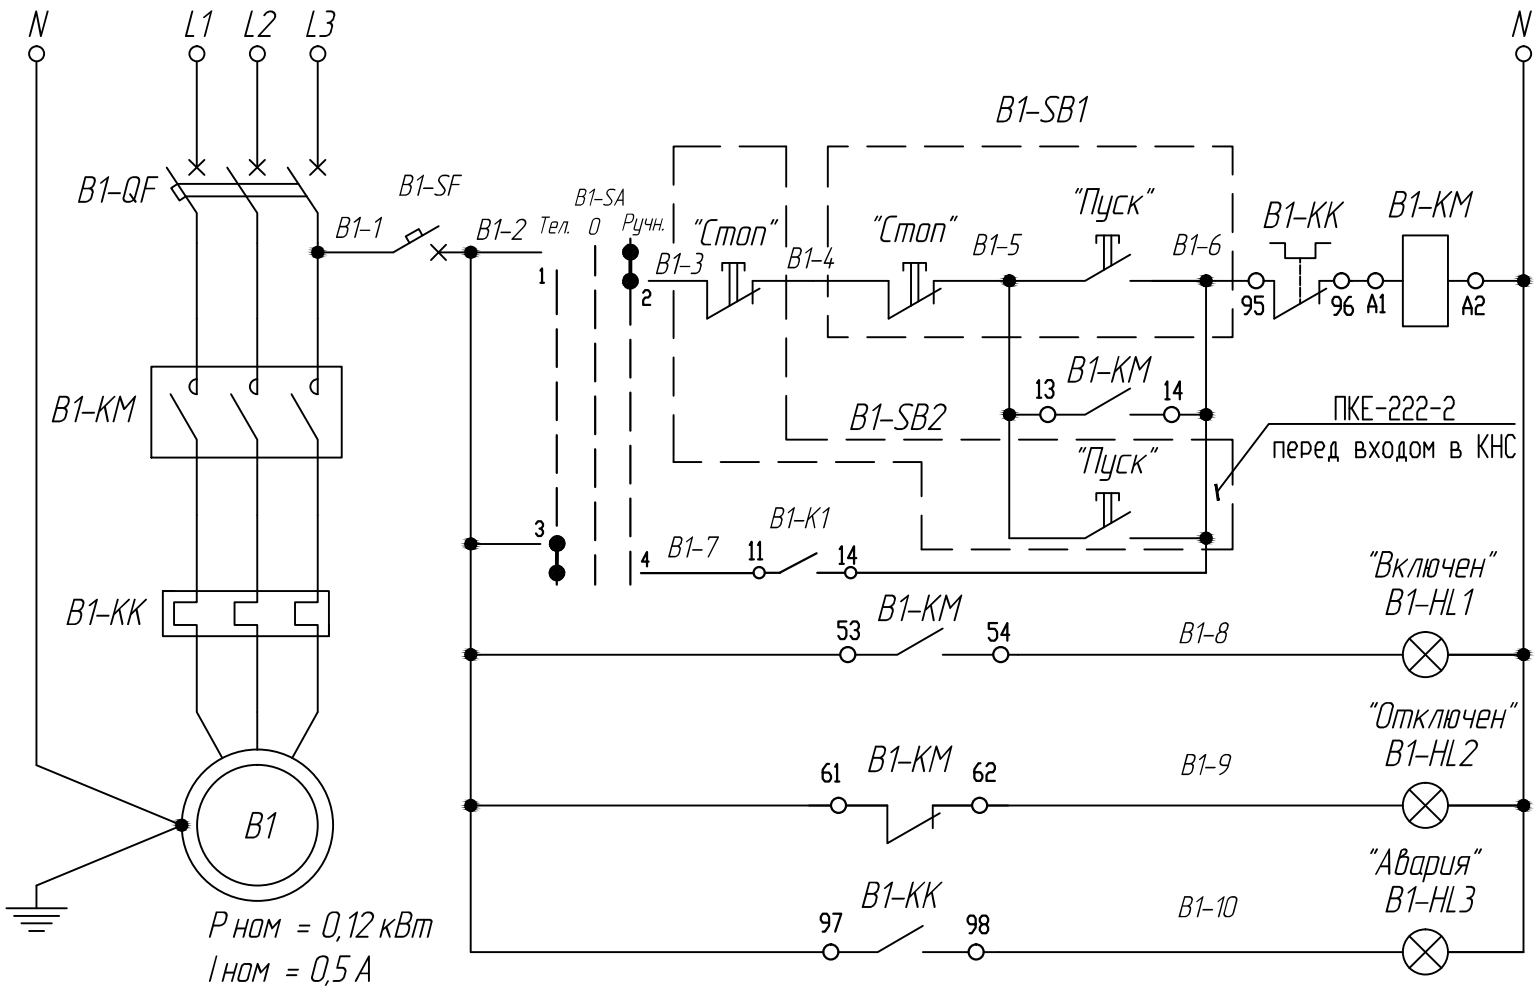 N
L1
L2
L3
N
B1-SB1
B1-QF
B1-SF
B1-SA
"Пуск"
B1-KK
B1-KM
B1-1
B1-2
Тел.
0
Ручн.
"Стоп"
"Стоп"
B1-5
B1-6
B1-3
B1-4
1
2
95
96
A1
A2
B1-KM
13
14
B1-KM
B1-SB2
ПКЕ-222-2
перед входом в КНС
"Пуск"
3
B1-K1
4
B1-7
11
14
"Включен"
B1-HL1
B1-KK
B1-KM
53
54
B1-8
"Отключен"
B1-HL2
B1-KM
61
62
B1-9
B1
"Авария"
B1-HL3
B1-KK
97
98
B1-10
P ном = 0,12 кВт
I ном = 0,5 А